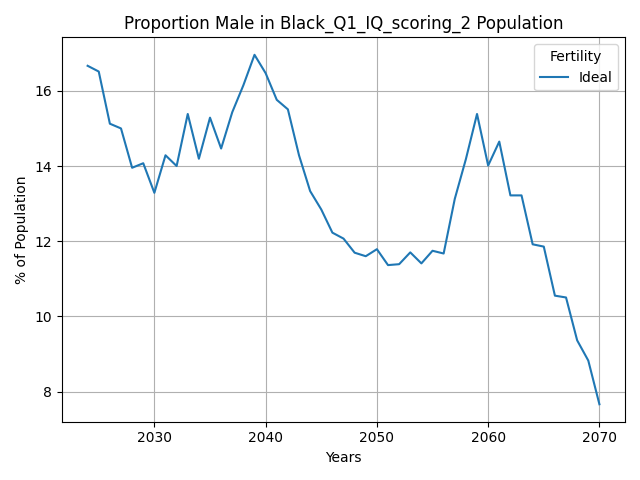 Proportion Male in Black_Q1_IQ_scoring_2 Population
Fertility
Ideal
% of Population
16
14
12
10
8
2030
2040
2050
2060
2070
Years